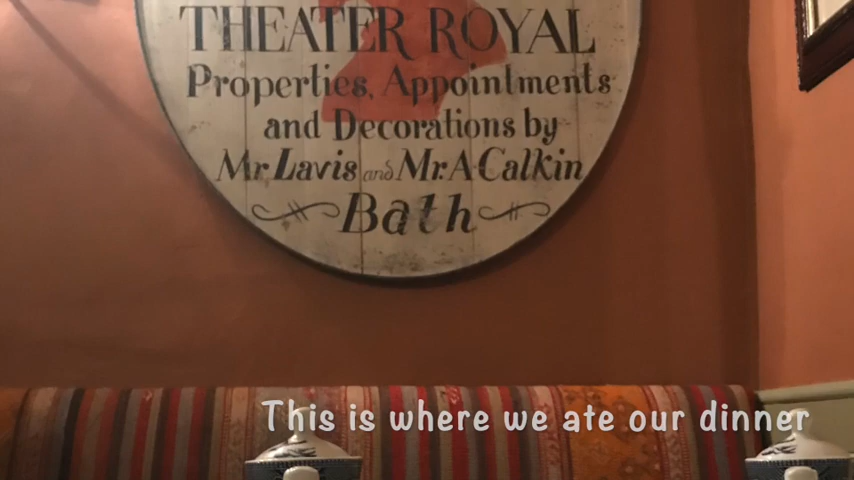 THEATER ROYAL
Properties, Appointments
and Decorations by
Mr. Lavis and Mr. A. Calkin
Bath
This is where we ate our dinner